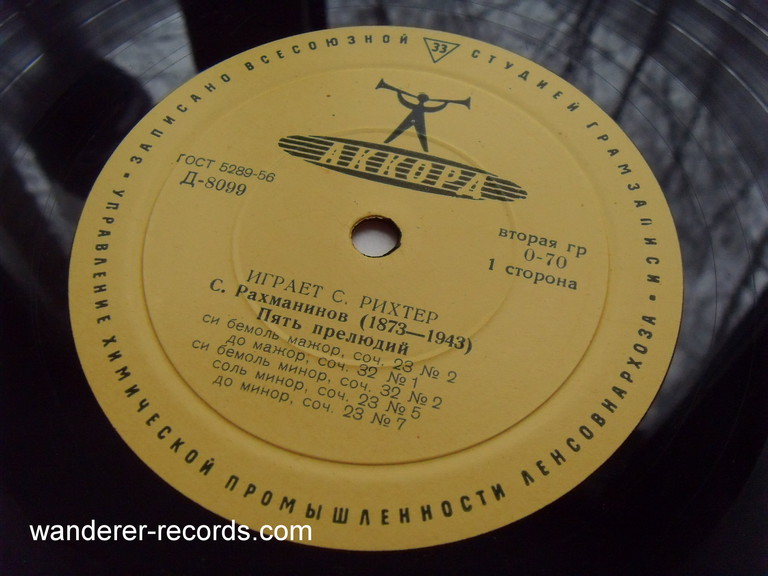 ЗАПИСАНО ВСЕСОЮЗНОЙ 33 СТУДИЕЙ ГРАМЗАПИСИ
УПРАВЛЕНИЕ ХИМИЧЕСКОЙ ПРОМЫШЛЕННОСТИ ЛЕНСОВНАРХОЗА
АККОРД
ГОСТ 5289-56
Д-8099
вторая гр
0-70
1 сторона
ИГРАЕТ С. РИХТЕР
С. Рахманинов (1873—1943)
Пять прелюдий
си бемоль мажор, соч. 23 № 2
до мажор, соч. 32 № 1
си бемоль минор, соч. 32 № 2
соль минор, соч. 23 № 5
до минор, соч. 23 № 7
wanderer-records.com